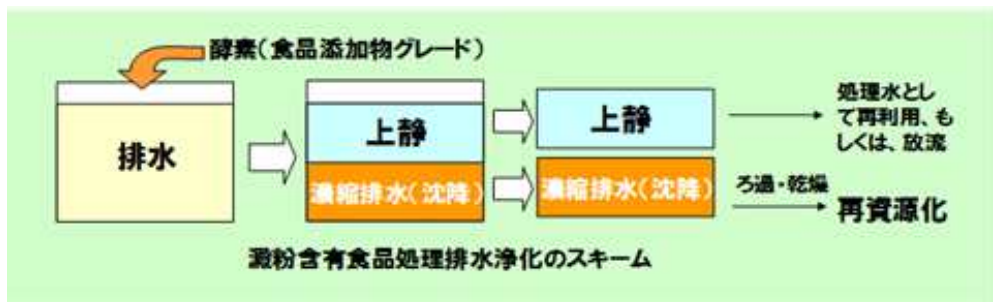 酵素(食品添加物グレード)
排水
上静
濃縮排水(沈降)
上静
濃縮排水(沈降)
処理水とし
て再利用、も
しくは、放流
ろ過・乾燥
再資源化
澱粉含有食品処理排水浄化のスキーム